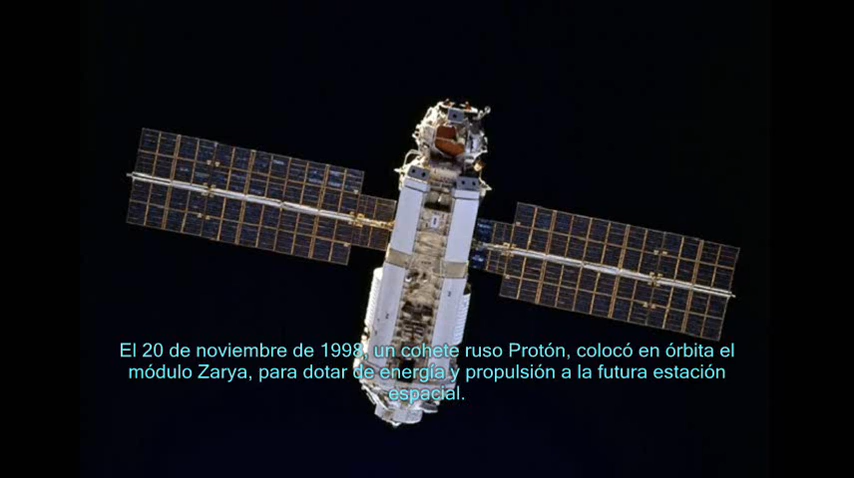 El 20 de noviembre de 1998, un cohete ruso Protón, colocó en órbita el
módulo Zarya, para dotar de energía y propulsión a la futura estación
espacial.